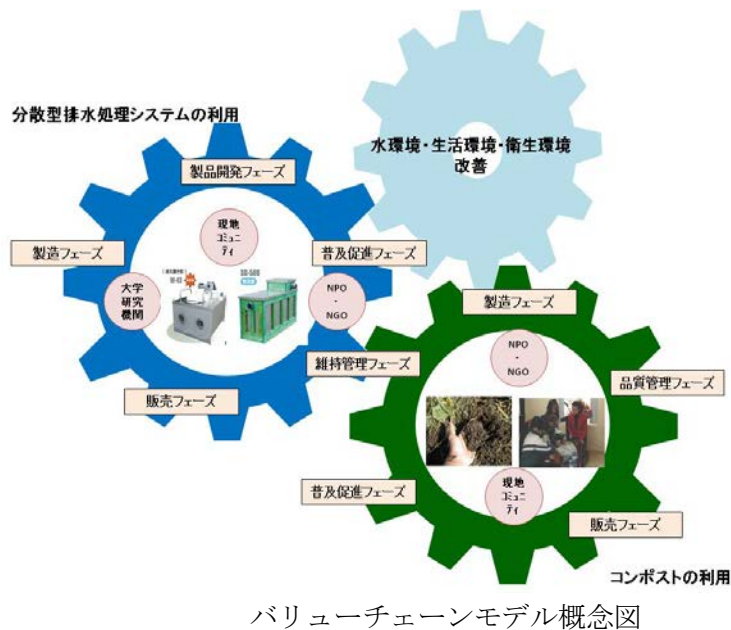 分散型排水処理システムの利用
水環境・生活環境・衛生環境
改善
製品開発フェーズ
現地
コミュニ
ティ
製造フェーズ
普及促進フェーズ
SD-500
大学
研究
機関
NPO
・
NGO
維持管理フェーズ
販売フェーズ
製造フェーズ
NPO
・
NGO
品質管理フェーズ
普及促進フェーズ
現地
コミュニ
ティ
販売フェーズ
コンポストの利用
バリューチェーンモデル概念図